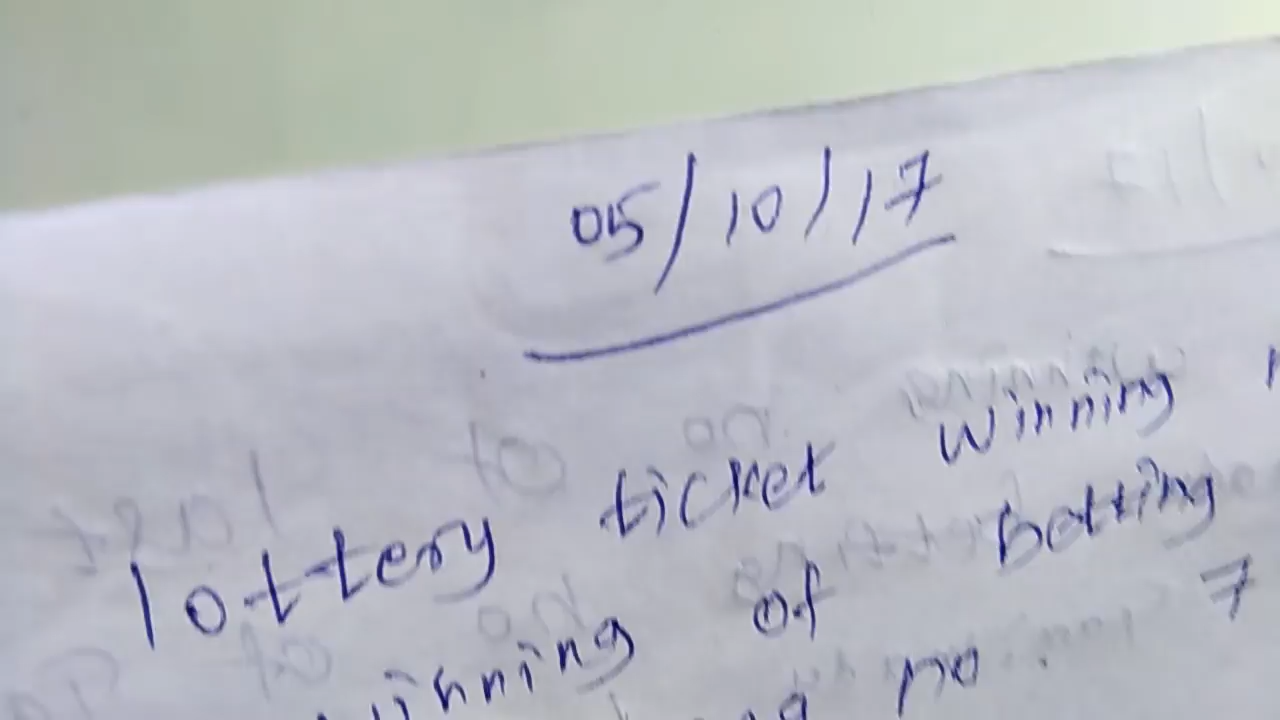 05/10/17
lottery ticket winning
winning of betting
no. 7